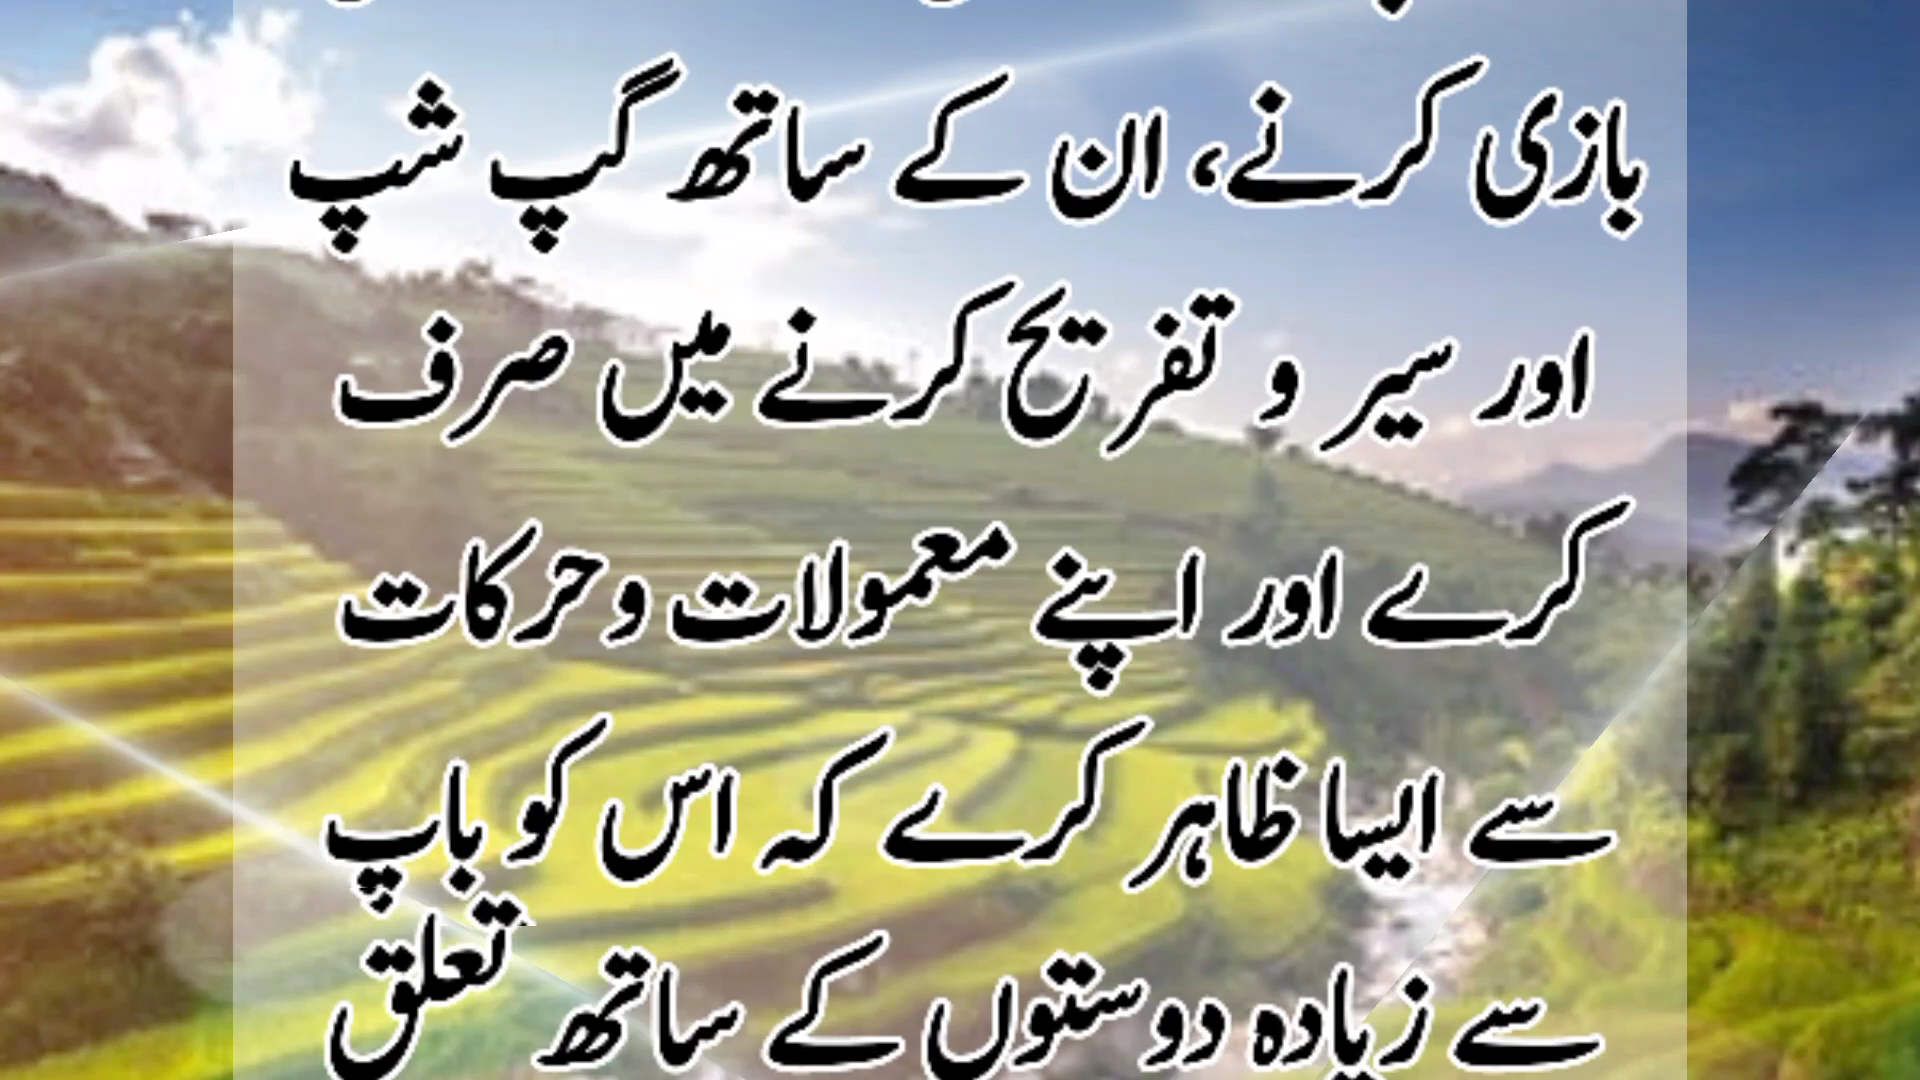 بازی کرنے، ان کے ساتھ گپ شپ
اور سیر و تفریح کرنے میں صرف
کرے اور اپنے معمولات وحرکات
سے ایسا ظاہر کرے کہ اس کو باپ
سے زیادہ دوستوں کے ساتھ تعلق